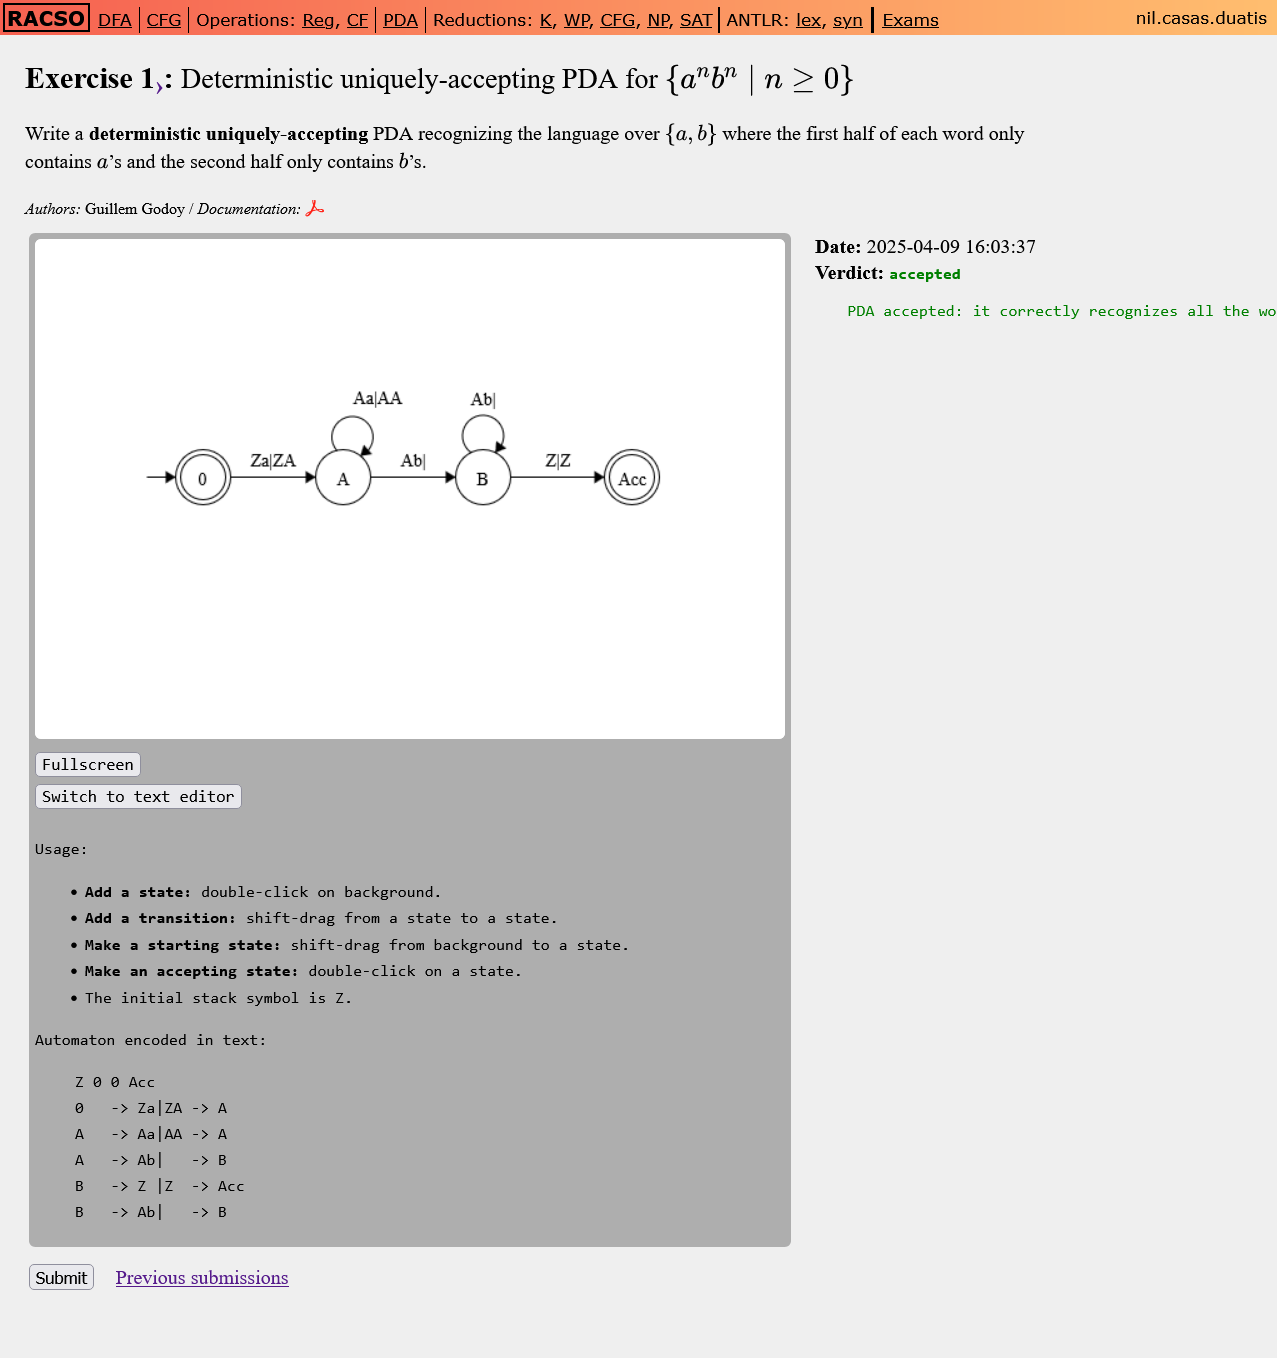 RACSO DFA | CFG | Operations: Reg, CF | PDA | Reductions: K, WP, CFG, NP, SAT | ANTLR: lex, syn | Exams nil.casas.duatis
Exercise 1›: Deterministic uniquely-accepting PDA for {aⁿbⁿ | n ≥ 0}
Write a deterministic uniquely-accepting PDA recognizing the language over {a, b} where the first half of each word only
contains a’s and the second half only contains b’s.
Authors: Guillem Godoy / Documentation:
Date: 2025-04-09 16:03:37
Verdict: accepted
PDA accepted: it correctly recognizes all the wo
Aa|AA Ab|
Za|ZA Ab| Z|Z
0 A B Acc
Fullscreen
Switch to text editor
Usage:
• Add a state: double-click on background.
• Add a transition: shift-drag from a state to a state.
• Make a starting state: shift-drag from background to a state.
• Make an accepting state: double-click on a state.
• The initial stack symbol is Z.
Automaton encoded in text:
Z 0 0 Acc
0   -> Za|ZA -> A
A   -> Aa|AA -> A
A   -> Ab|   -> B
B   -> Z |Z  -> Acc
B   -> Ab|   -> B
Submit Previous submissions